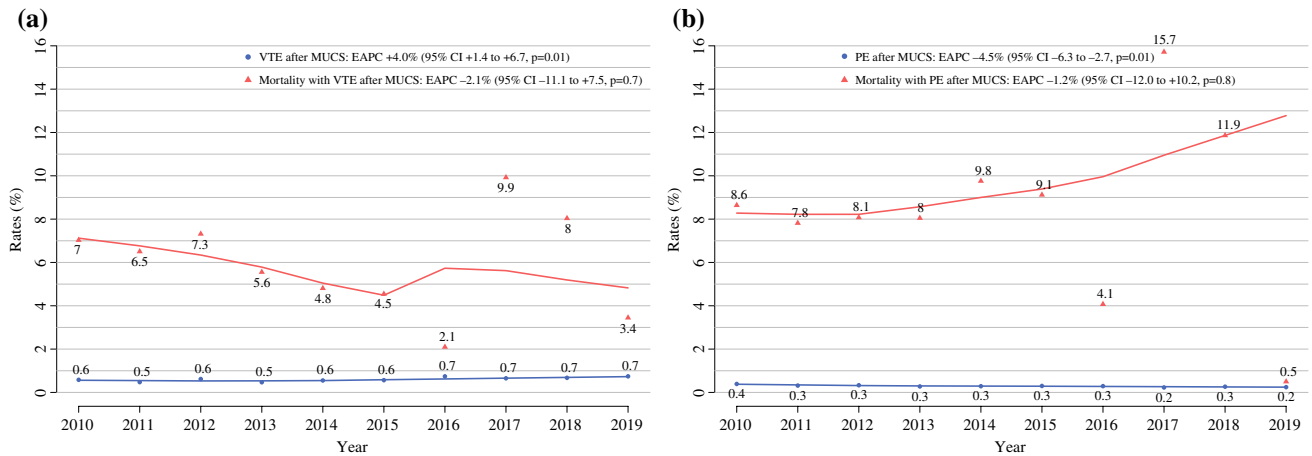 (a)
VTE after MUCS: EAPC +4.0% (95% CI +1.4 to +6.7, p=0.01)
Mortality with VTE after MUCS: EAPC −2.1% (95% CI −11.1 to +7.5, p=0.7)
Rates (%)
0 2 4 6 8 10 12 14 16
7 6.5 7.3 5.6 4.8 4.5 2.1 9.9 8 3.4
0.6 0.5 0.6 0.5 0.6 0.6 0.7 0.7 0.7 0.7
2010 2011 2012 2013 2014 2015 2016 2017 2018 2019
Year
(b)
PE after MUCS: EAPC −4.5% (95% CI −6.3 to −2.7, p=0.01)
Mortality with PE after MUCS: EAPC −1.2% (95% CI −12.0 to +10.2, p=0.8)
Rates (%)
0 2 4 6 8 10 12 14 16
8.6 7.8 8.1 8 9.8 9.1 4.1 15.7 11.9 0.5
0.4 0.3 0.3 0.3 0.3 0.3 0.3 0.2 0.3 0.2
2010 2011 2012 2013 2014 2015 2016 2017 2018 2019
Year